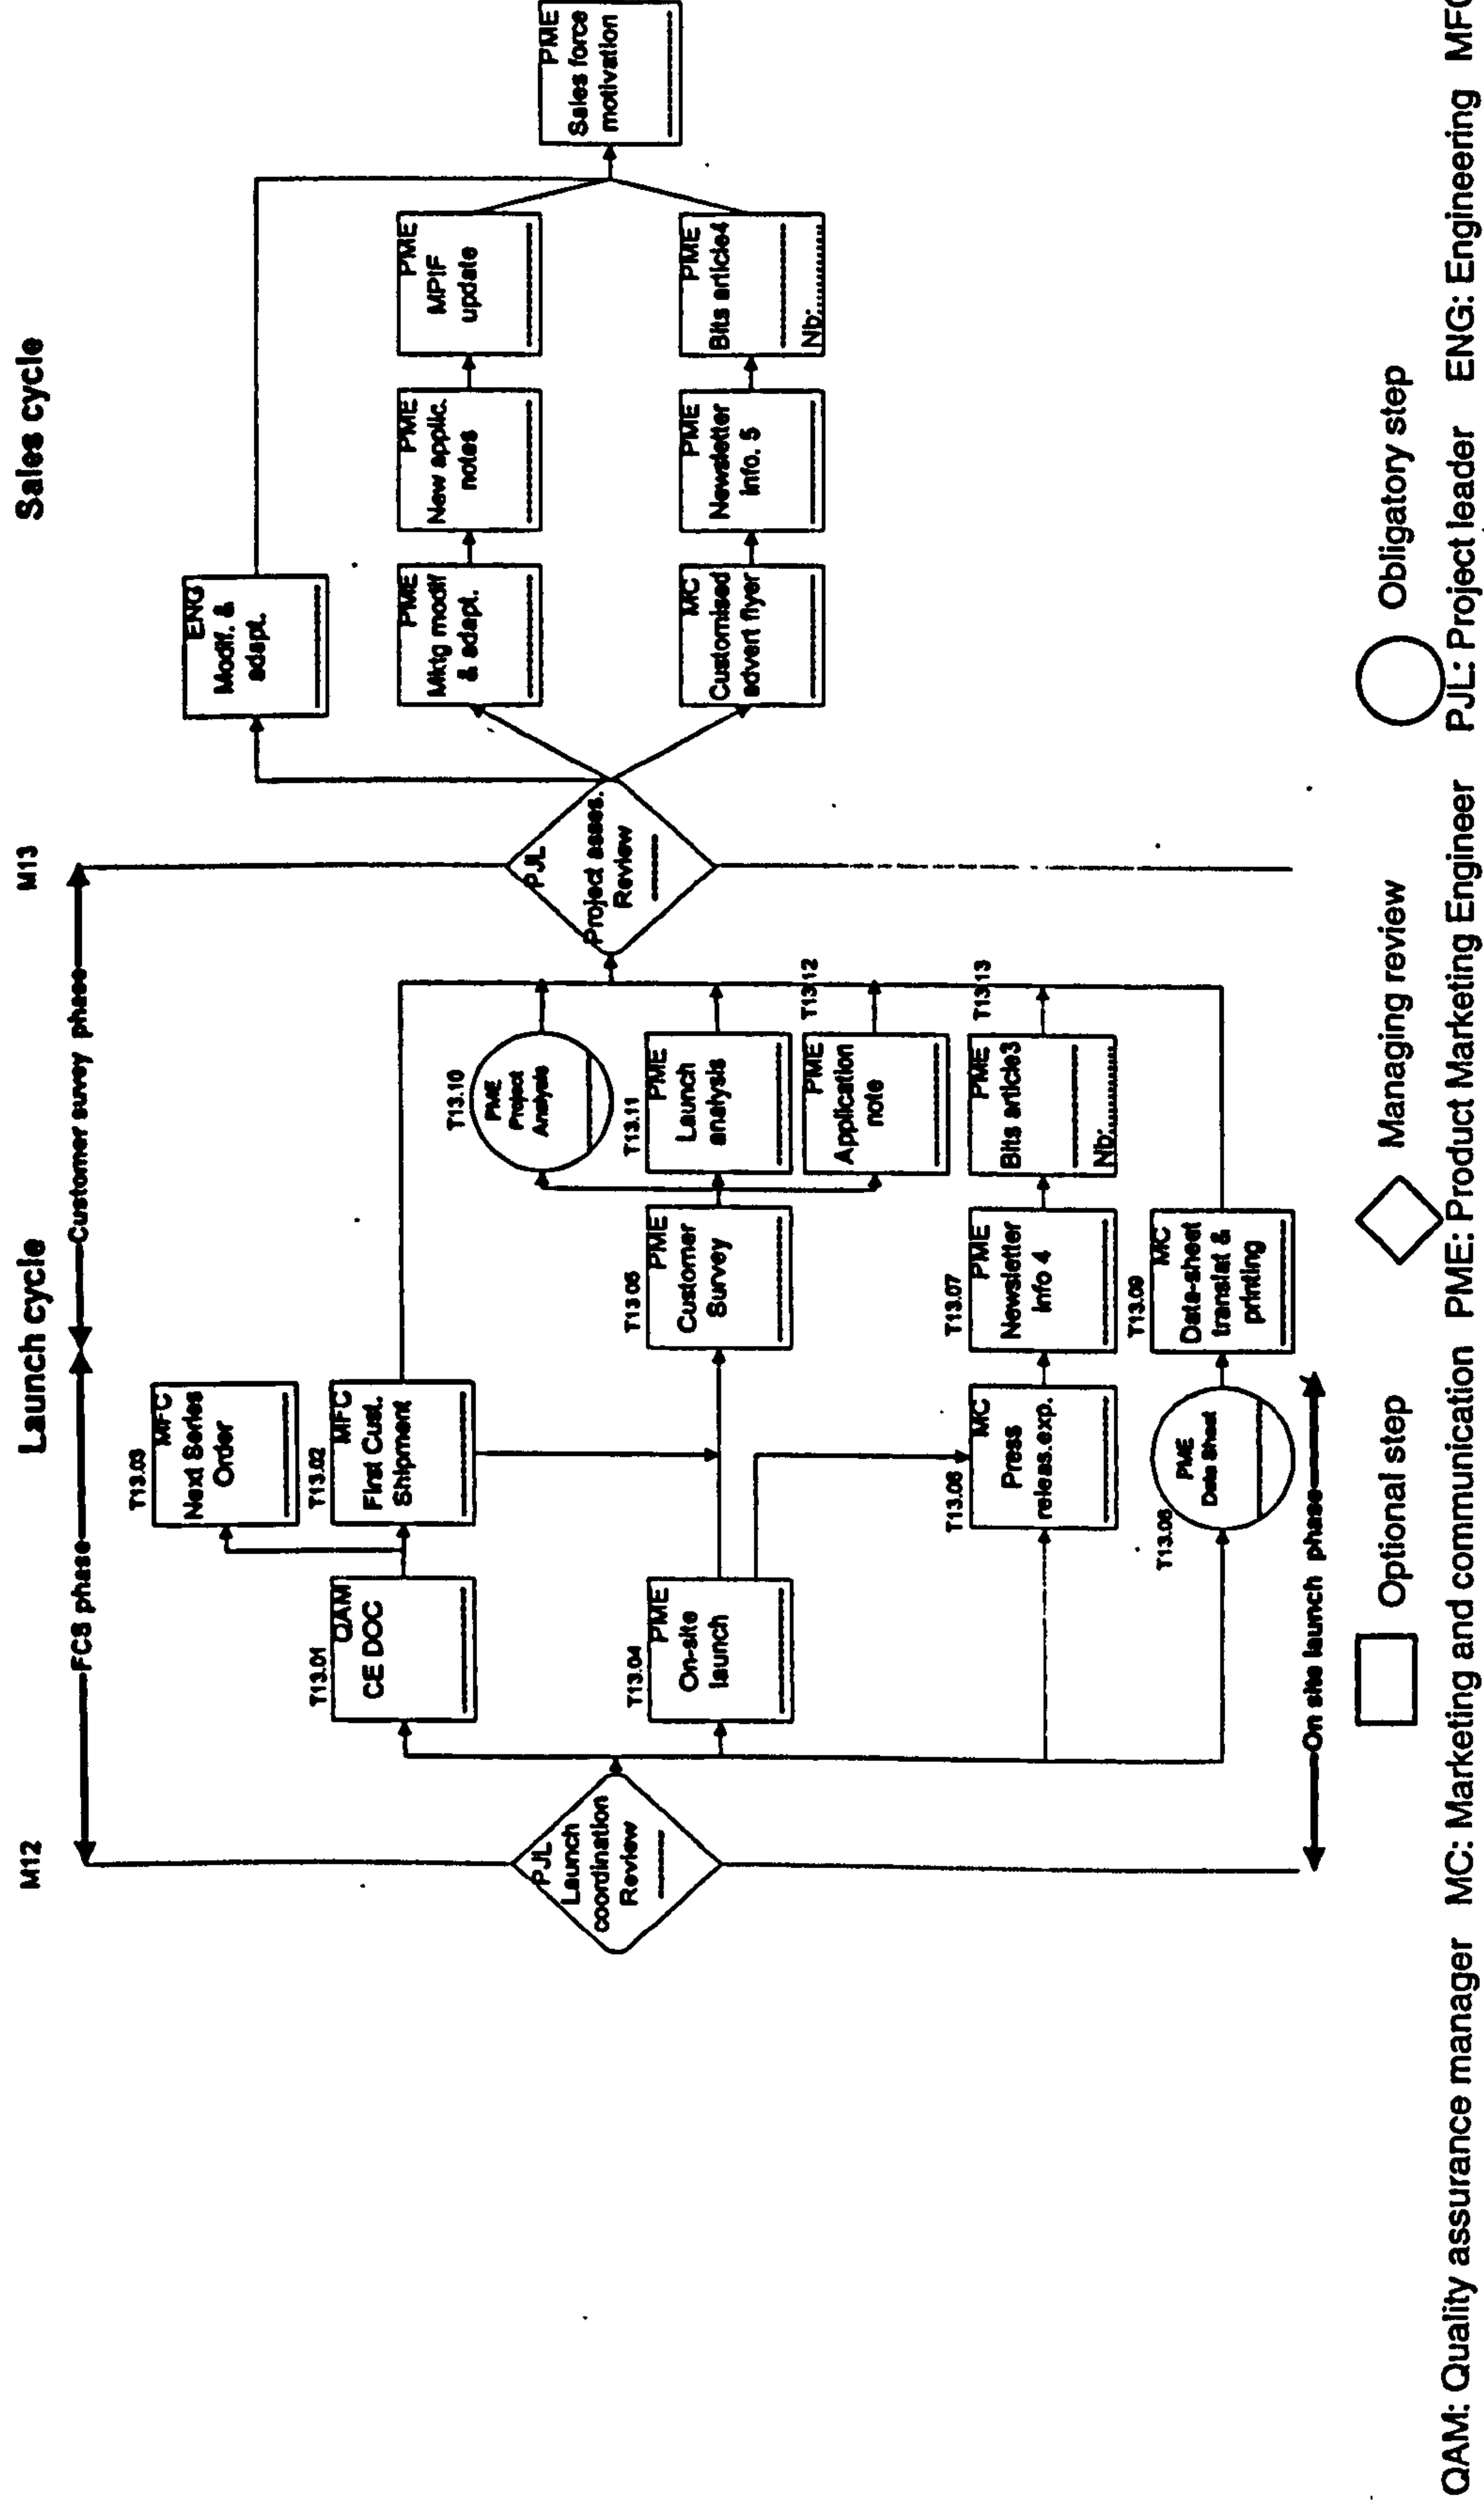 Launch cycle
Sales cycle
M12
M13
FCS phase
Customer survey phase
T13.03
MFC
Next Series
Order
T13.01
QAM
CE DOC
T13.02
MFC
First Cust.
Shipment
T13.10
PME
Project
Analysis
PJL
Launch
coordination
Review
T13.04
PME
On-site
launch
PME
Customer
Survey
T13.11
PME
Launch
analysis
T13.12
PME
Application
note
MC
Press
releas.exp.
T13.07
PME
Newsletter
info 4
T13.13
PME
Bits article3
Nb:
PME
Data Sheet
T13.09
MC
Data-sheet
translat &
printing
On site launch phase
PJL
Project asses.
Review
ENG
Modif. &
adapt.
PME
Mktg modif
& adapt.
PME
New applic.
notes
PME
MPIF
update
MC
Customised
advert flyer
PME
Newsletter
info. 5
PME
Bits article4
Nb:
PME
Sales force
motivation
Optional step
Managing review
Obligatory step
QAM: Quality assurance manager MC: Marketing and communication PME: Product Marketing Engineer PJL: Project leader ENG: Engineering